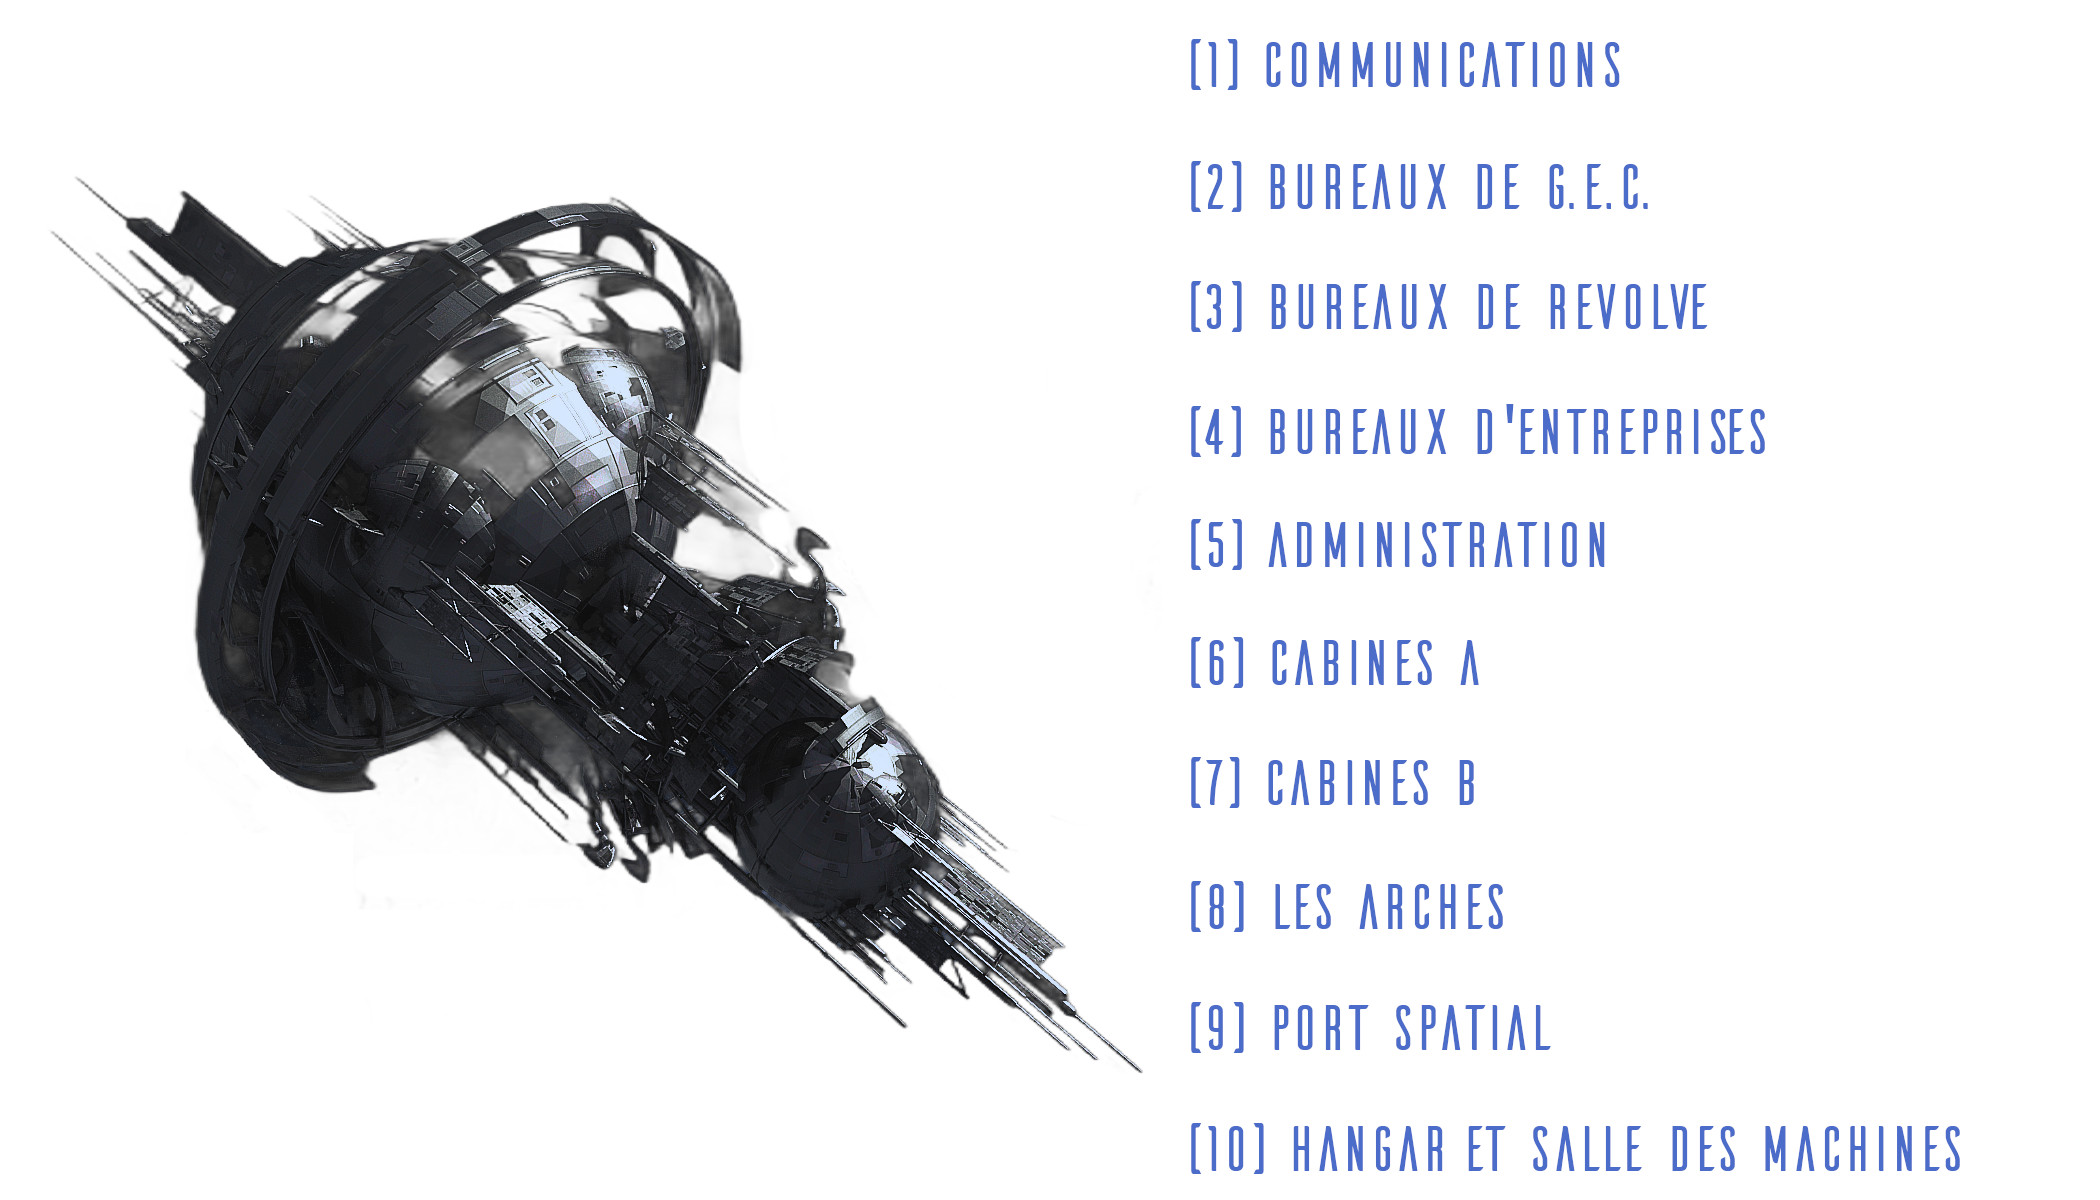 [1] COMMUNICATIONS
[2] BUREAUX DE G.E.C.
[3] BUREAUX DE REVOLVE
[4] BUREAUX D'ENTREPRISES
[5] ADMINISTRATION
[6] CABINES A
[7] CABINES B
[8] LES ARCHES
[9] PORT SPATIAL
[10] HANGAR ET SALLE DES MACHINES